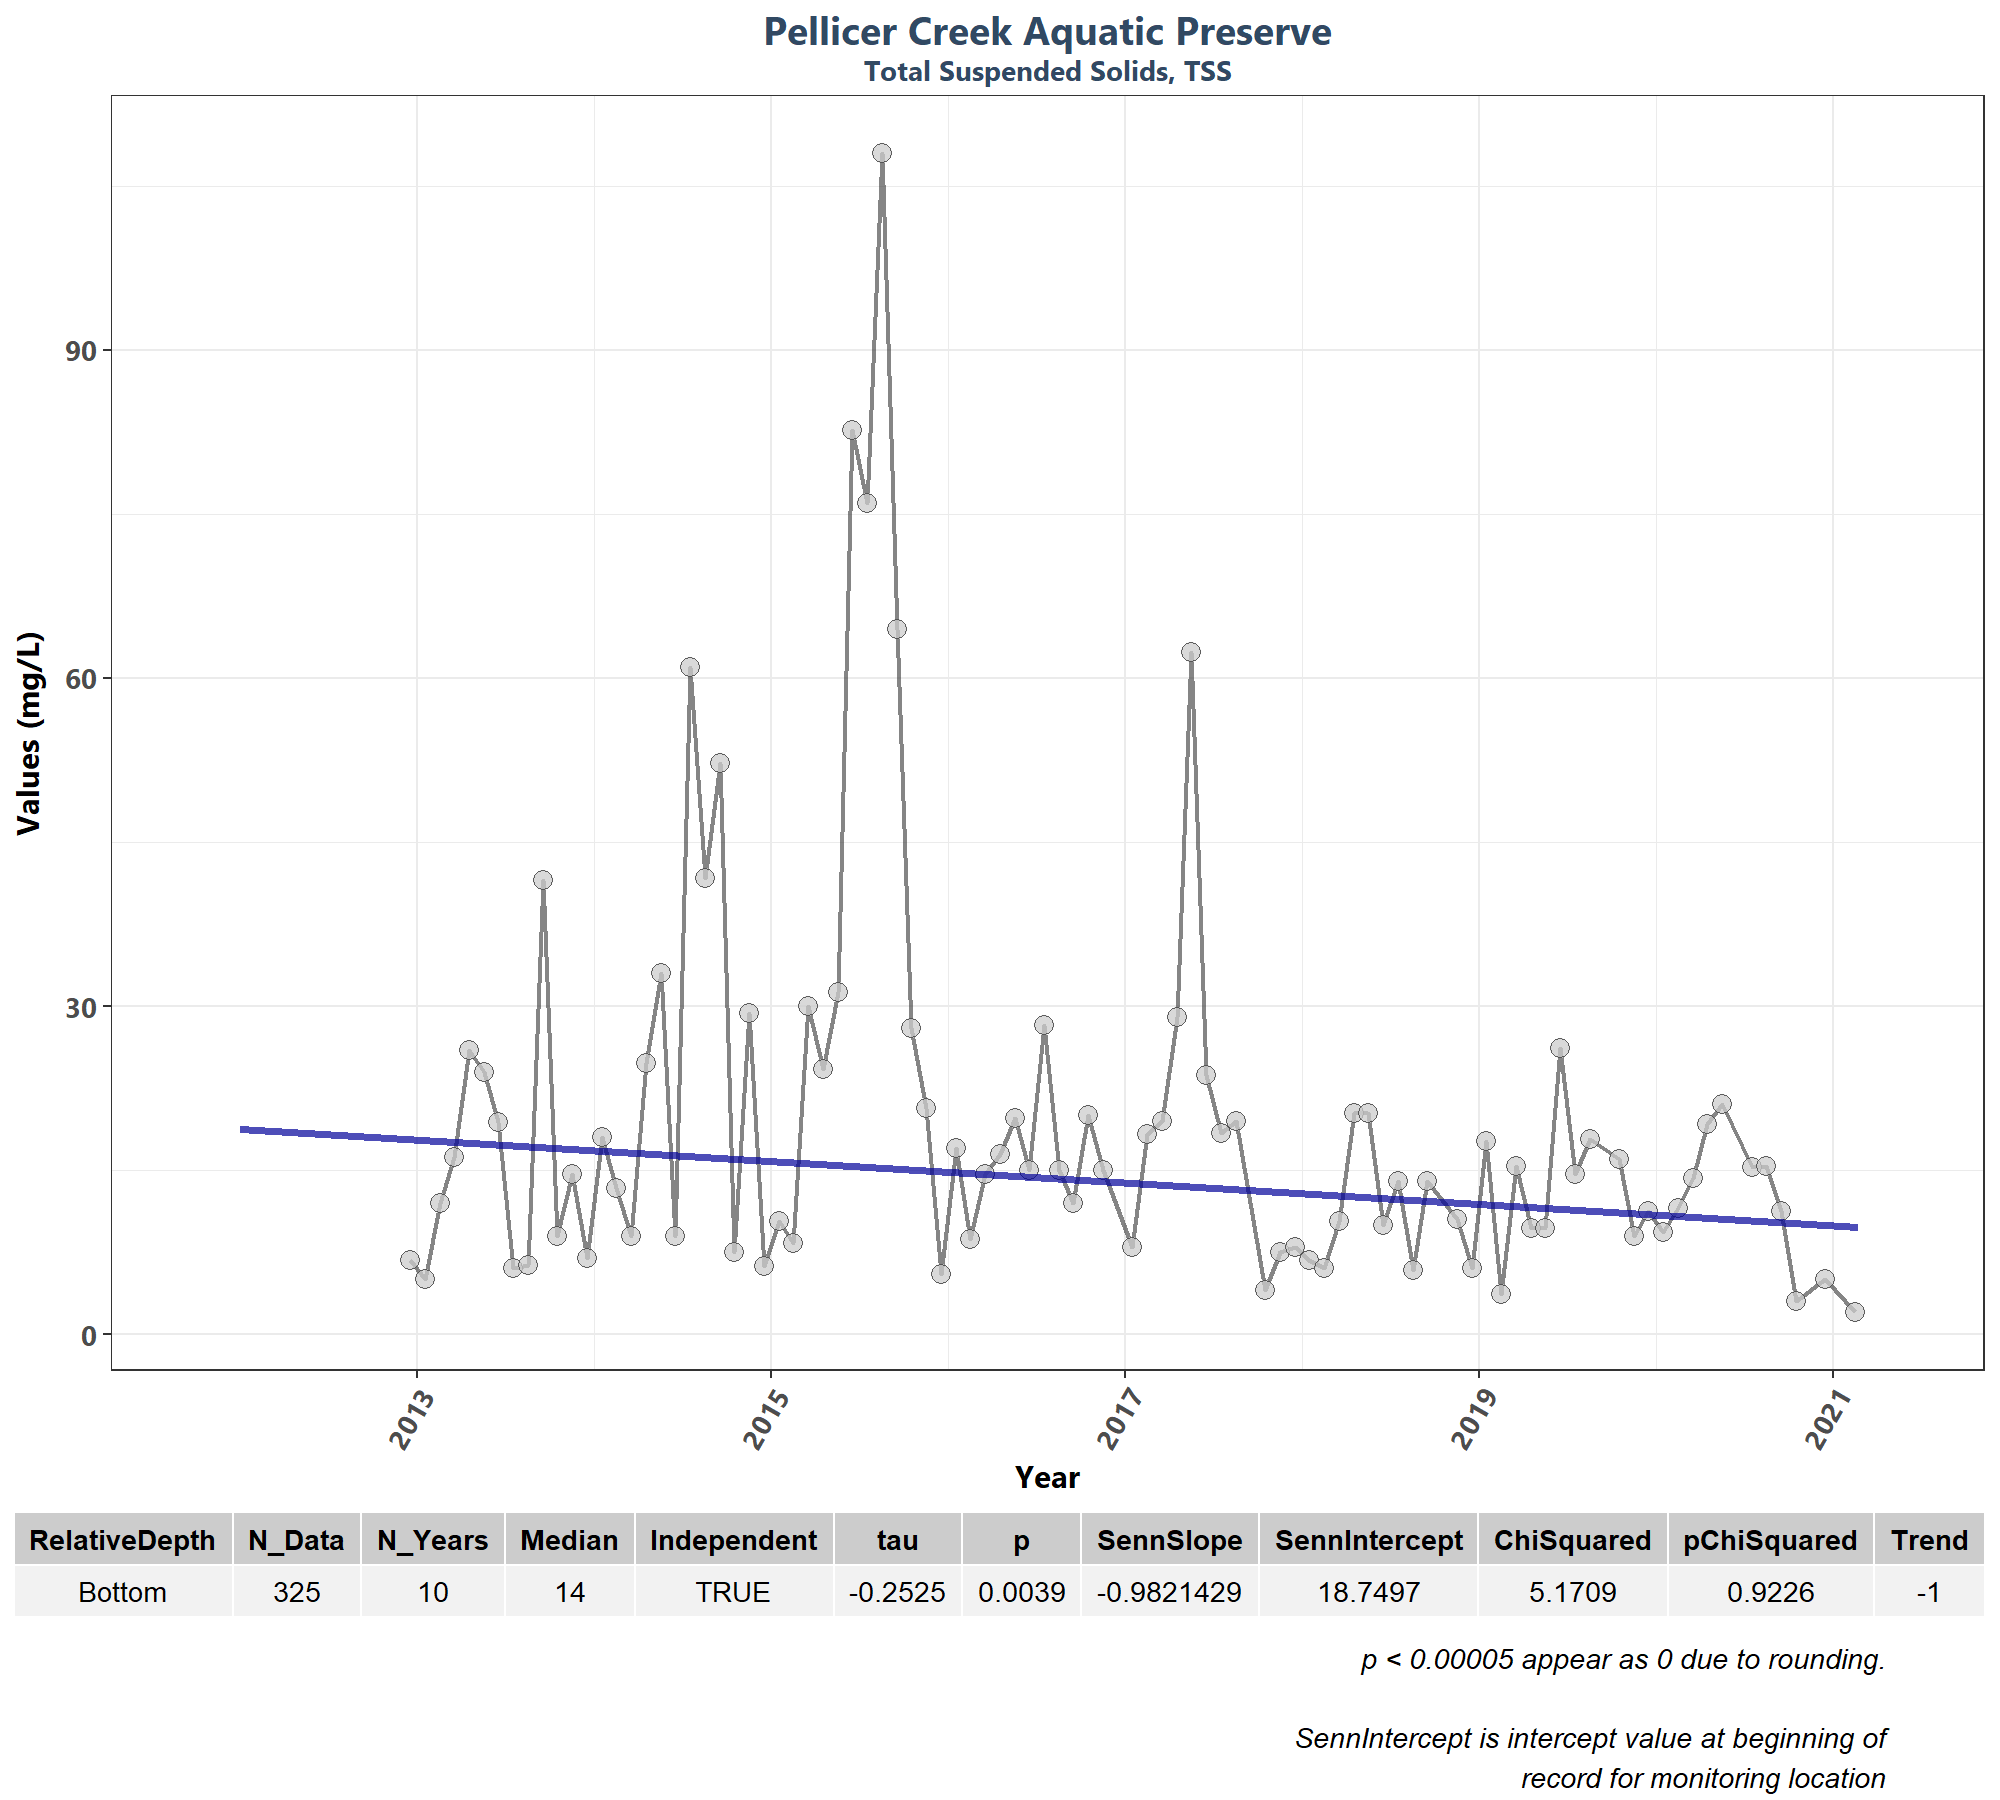 Pellicer Creek Aquatic Preserve
Total Suspended Solids, TSS
Values (mg/L)
90
60
30
0
2013 2015 2017 2019 2021
Year
RelativeDepth N_Data N_Years Median Independent tau p SennSlope SennIntercept ChiSquared pChiSquared Trend
Bottom 325 10 14 TRUE -0.2525 0.0039 -0.9821429 18.7497 5.1709 0.9226 -1
p < 0.00005 appear as 0 due to rounding.
SennIntercept is intercept value at beginning of
record for monitoring location